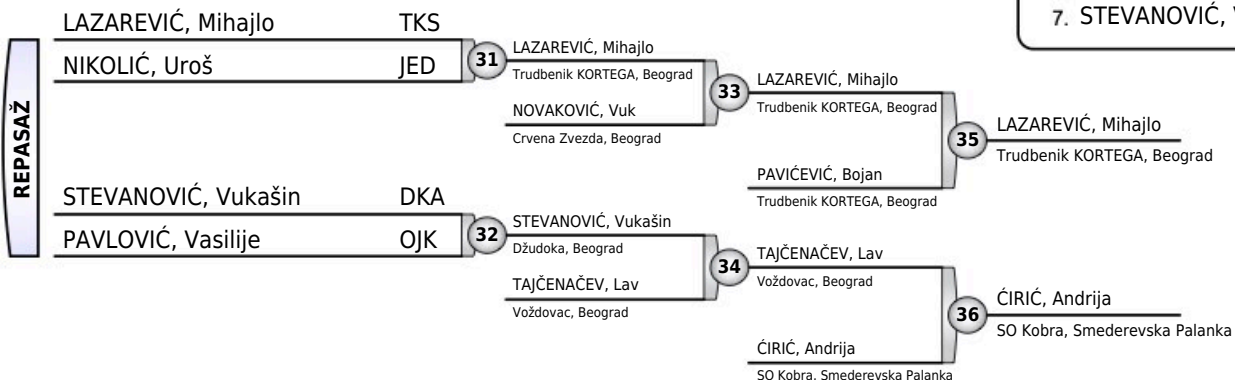 7. STEVANOVIĆ,
REPASAŽ
LAZAREVIĆ, Mihajlo TKS
NIKOLIĆ, Uroš JED
31
LAZAREVIĆ, Mihajlo
Trudbenik KORTEGA, Beograd
NOVAKOVIĆ, Vuk
Crvena Zvezda, Beograd
33
LAZAREVIĆ, Mihajlo
Trudbenik KORTEGA, Beograd
PAVIĆEVIĆ, Bojan
Trudbenik KORTEGA, Beograd
35
LAZAREVIĆ, Mihajlo
Trudbenik KORTEGA, Beograd
STEVANOVIĆ, Vukašin DKA
PAVLOVIĆ, Vasilije OJK
32
STEVANOVIĆ, Vukašin
Džudoka, Beograd
TAJČENAČEV, Lav
Voždovac, Beograd
34
TAJČENAČEV, Lav
Voždovac, Beograd
ĆIRIĆ, Andrija
SO Kobra, Smederevska Palanka
36
ĆIRIĆ, Andrija
SO Kobra, Smederevska Palanka